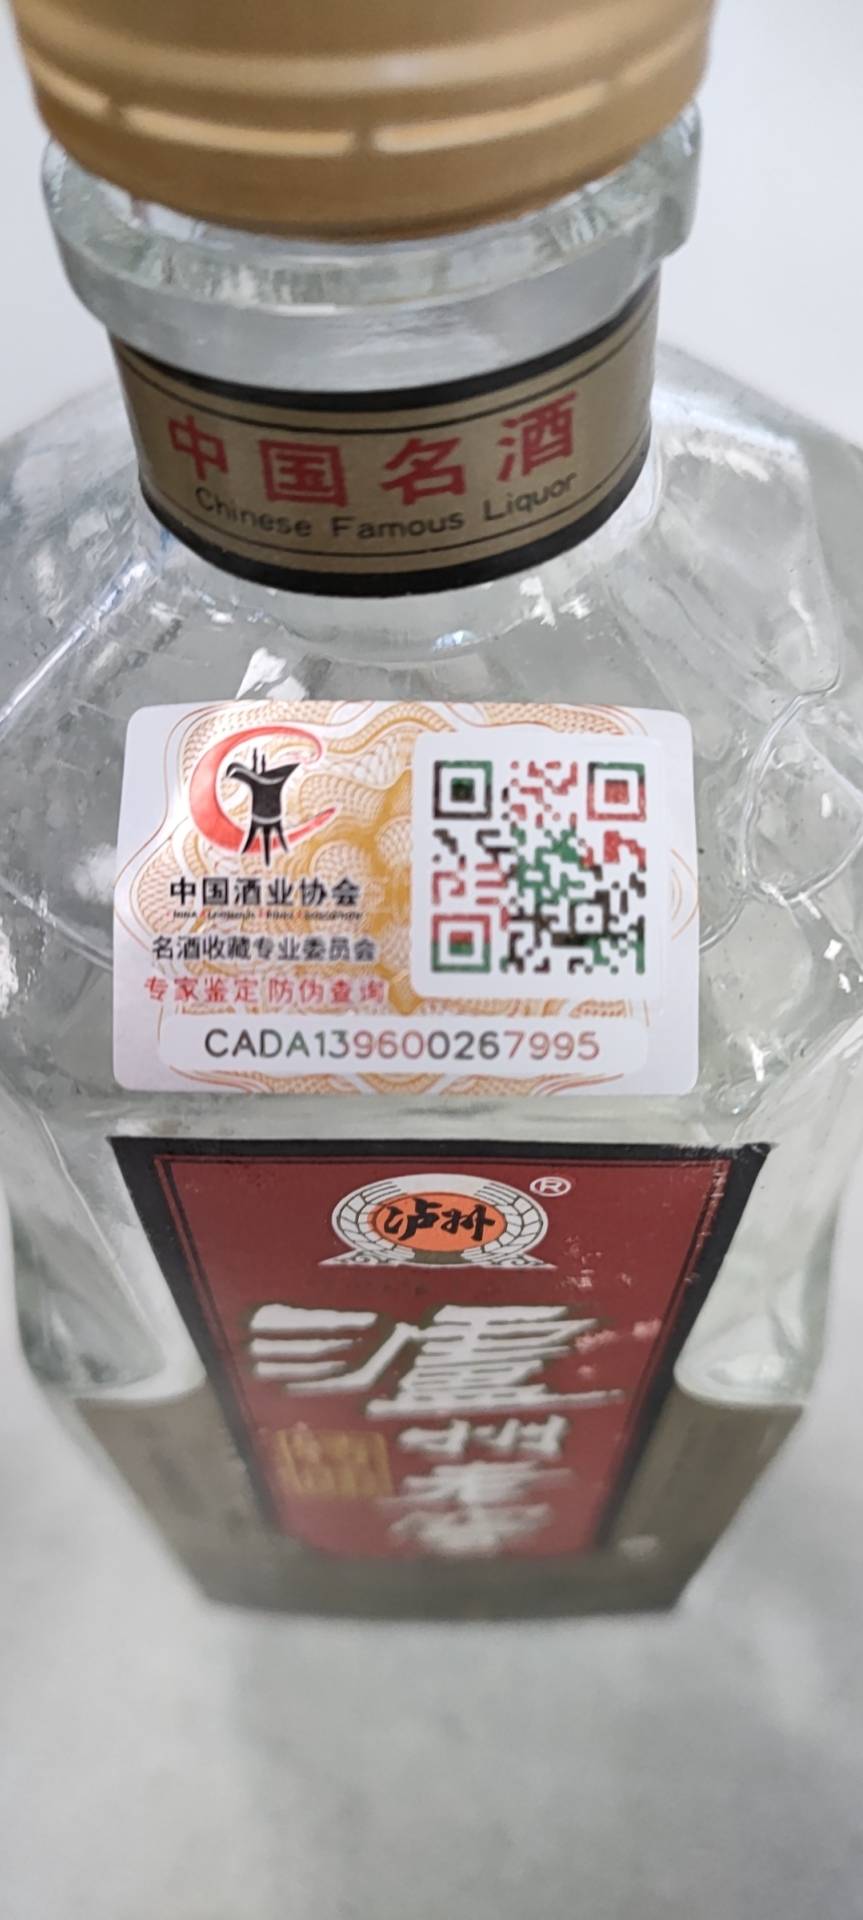 中国名酒
Chinese Famous Liquor
中国酒业协会
名酒收藏专业委员会
专家鉴定 防伪查询
CADA139600267995
泸州
®
瀘州老窖